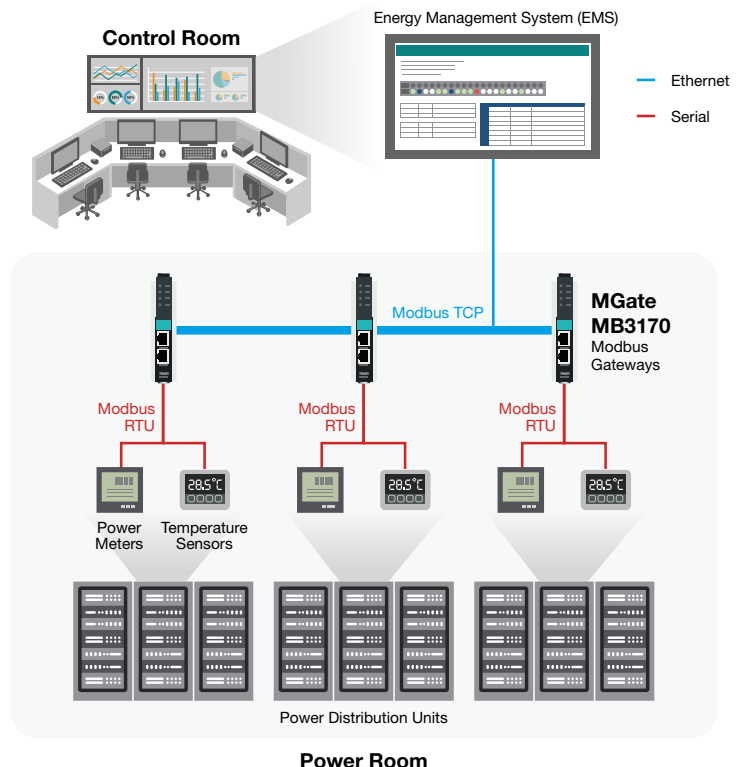 Energy Management System (EMS)
Control Room
Ethernet
Serial
Modbus TCP
MGate
MB3170
Modbus
Gateways
Modbus
RTU
Modbus
RTU
Modbus
RTU
28.5°C
28.5°C
28.5°C
Power
Meters
Temperature
Sensors
Power Distribution Units
Power Room